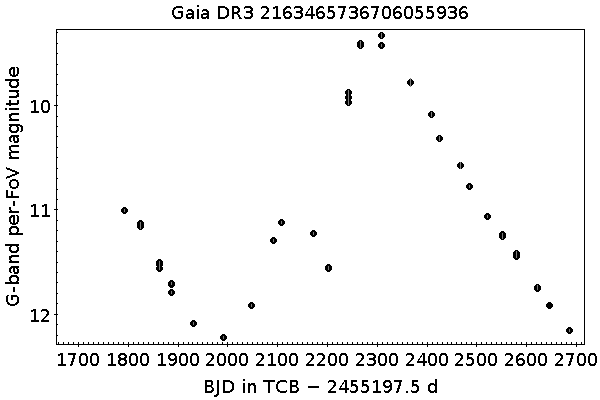 Gaia DR3 2163465736706055936
G-band per-FoV magnitude
10
11
12
1700 1800 1900 2000 2100 2200 2300 2400 2500 2600 2700
BJD in TCB − 2455197.5 d